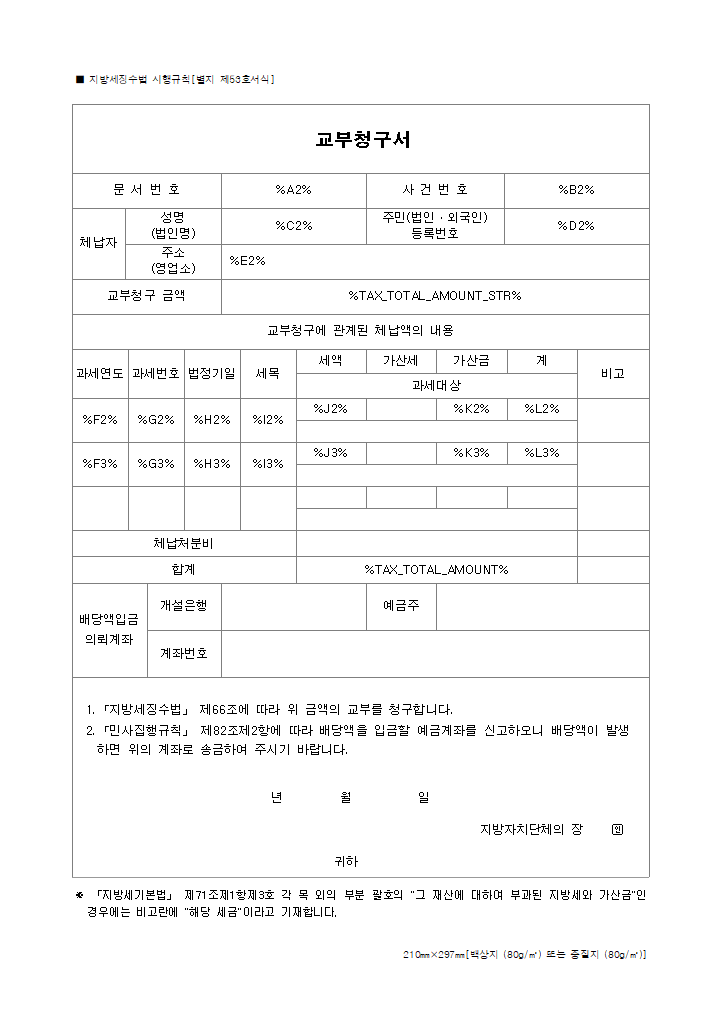 ■ 지방세징수법 시행규칙[별지 제53호서식]
교부청구서
문 서 번 호 %A2% 사 건 번 호 %B2%
체납자 성명 (법인명) %C2% 주민(법인ㆍ외국인) 등록번호 %D2%
주소 (영업소) %E2%
교부청구 금액 %TAX_TOTAL_AMOUNT_STR%
교부청구에 관계된 체납액의 내용
과세연도 과세번호 법정기일 세목 세액 가산세 가산금 계 비고
과세대상
%F2% %G2% %H2% %I2% %J2% %K2% %L2%
%F3% %G3% %H3% %I3% %J3% %K3% %L3%
체납처분비
합계 %TAX_TOTAL_AMOUNT%
배당액입금 의뢰계좌 개설은행 예금주
계좌번호
1. 「지방세징수법」 제66조에 따라 위 금액의 교부를 청구합니다.
2. 「민사집행규칙」 제82조제2항에 따라 배당액을 입금할 예금계좌를 신고하오니 배당액이 발생
하면 위의 계좌로 송금하여 주시기 바랍니다.
년 월 일
지방자치단체의 장 인
귀하
※ 「지방세기본법」 제71조제1항제3호 각 목 외의 부분 괄호의 "그 재산에 대하여 부과된 지방세와 가산금"인
경우에는 비고란에 "해당 세금"이라고 기재합니다.
210㎜×297㎜[백상지 (80g/㎡) 또는 중질지 (80g/㎡)]